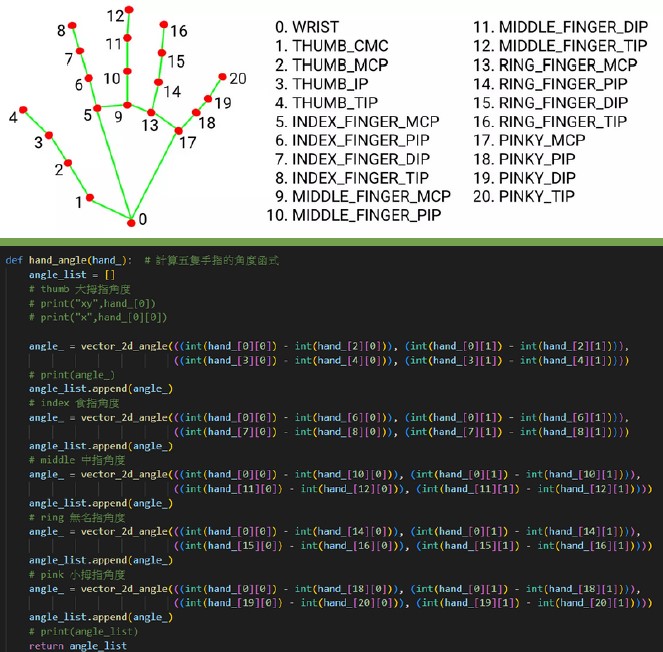 8
7
6
5
12
11
10
9
16
15
14
13
20
19
18
17
4
3
2
1
0
0. WRIST
1. THUMB_CMC
2. THUMB_MCP
3. THUMB_IP
4. THUMB_TIP
5. INDEX_FINGER_MCP
6. INDEX_FINGER_PIP
7. INDEX_FINGER_DIP
8. INDEX_FINGER_TIP
9. MIDDLE_FINGER_MCP
10. MIDDLE_FINGER_PIP
11. MIDDLE_FINGER_DIP
12. MIDDLE_FINGER_TIP
13. RING_FINGER_MCP
14. RING_FINGER_PIP
15. RING_FINGER_DIP
16. RING_FINGER_TIP
17. PINKY_MCP
18. PINKY_PIP
19. PINKY_DIP
20. PINKY_TIP
def hand_angle(hand_):  # 計算五隻手指的角度函式
    angle_list = []
    # thumb 大拇指角度
    # print("xy",hand_[0])
    # print("x",hand_[0][0])
    angle_ = vector_2d_angle(((int(hand_[0][0]) - int(hand_[2][0])), (int(hand_[0][1]) - int(hand_[2][1]))),
                             ((int(hand_[3][0]) - int(hand_[4][0])), (int(hand_[3][1]) - int(hand_[4][1]))))
    # print(angle_)
    angle_list.append(angle_)
    # index 食指角度
    angle_ = vector_2d_angle(((int(hand_[0][0]) - int(hand_[6][0])), (int(hand_[0][1]) - int(hand_[6][1]))),
                             ((int(hand_[7][0]) - int(hand_[8][0])), (int(hand_[7][1]) - int(hand_[8][1]))))
    angle_list.append(angle_)
    # middle 中指角度
    angle_ = vector_2d_angle(((int(hand_[0][0]) - int(hand_[10][0])), (int(hand_[0][1]) - int(hand_[10][1]))),
                             ((int(hand_[11][0]) - int(hand_[12][0])), (int(hand_[11][1]) - int(hand_[12][1]))))
    angle_list.append(angle_)
    # ring 無名指角度
    angle_ = vector_2d_angle(((int(hand_[0][0]) - int(hand_[14][0])), (int(hand_[0][1]) - int(hand_[14][1]))),
                             ((int(hand_[15][0]) - int(hand_[16][0])), (int(hand_[15][1]) - int(hand_[16][1]))))
    angle_list.append(angle_)
    # pink 小拇指角度
    angle_ = vector_2d_angle(((int(hand_[0][0]) - int(hand_[18][0])), (int(hand_[0][1]) - int(hand_[18][1]))),
                             ((int(hand_[19][0]) - int(hand_[20][0])), (int(hand_[19][1]) - int(hand_[20][1]))))
    angle_list.append(angle_)
    # print(angle_list)
    return angle_list